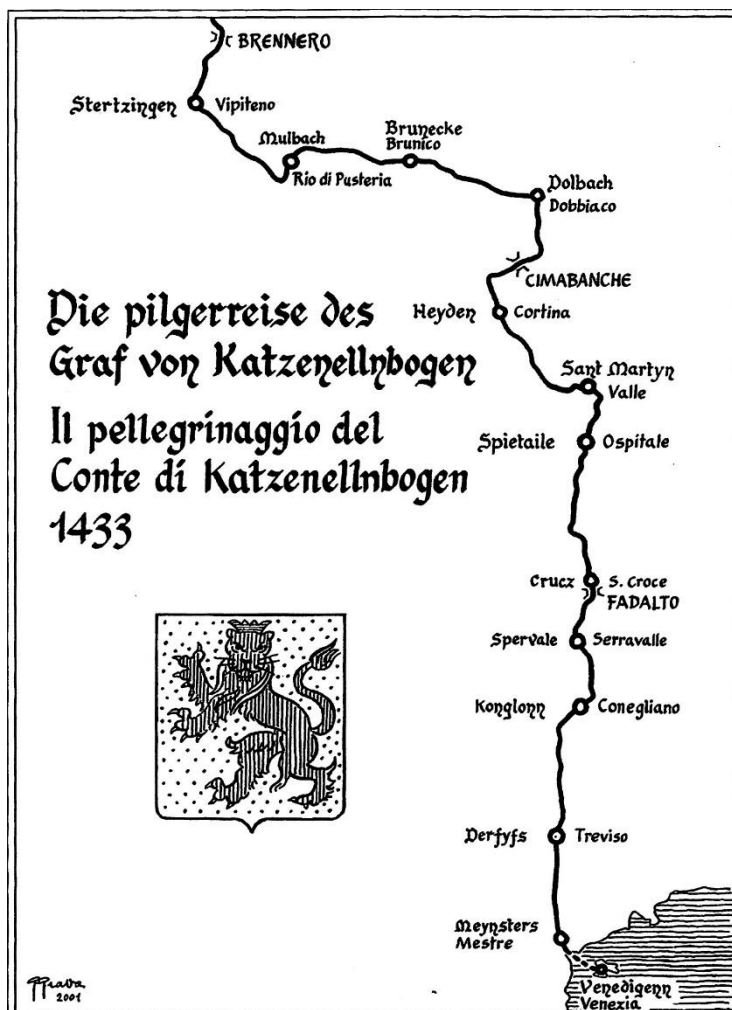 BRENNERO
Stertzingen Vipiteno
Mulbach
Rio di Pusteria
Brunecke
Brunico
Dolbach
Dobbiaco
CIMABANCHE
Heyden Cortina
Die pilgerreise des
Graf von Katzenellnbogen
Il pellegrinaggio del
Conte di Katzenellnbogen
1433
Sant Martyn
Valle
Spietaile Ospitale
Crucz S. Croce
FADALTO
Spervale Serravalle
Konglonn Conegliano
Derfyfs Treviso
Meynsters
Mestre
Venedigenn
Venezia
2001